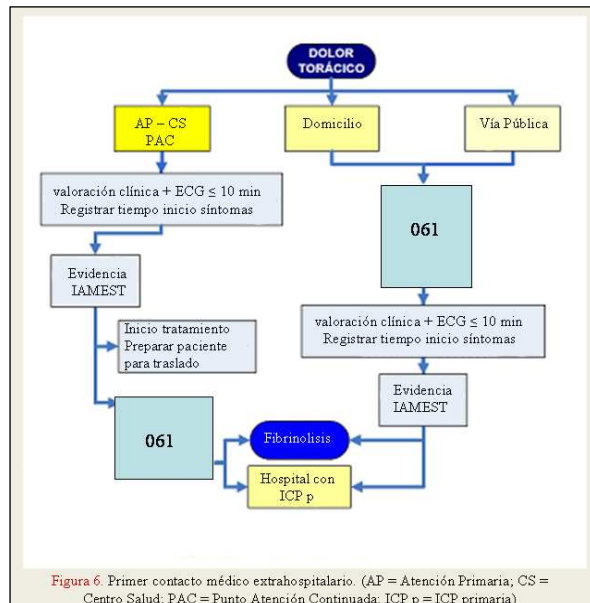 DOLOR
TORÁCICO
AP – CS
PAC
Domicilio
Vía Pública
valoración clínica + ECG ≤ 10 min
Registrar tiempo inicio síntomas
061
Evidencia
IAMEST
valoración clínica + ECG ≤ 10 min
Registrar tiempo inicio síntomas
Inicio tratamiento
Preparar paciente
para traslado
Evidencia
IAMEST
061
Fibrinolisis
Hospital con
ICP p
Figura 6. Primer contacto médico extrahospitalario. (AP = Atención Primaria; CS =
Centro Salud; PAC = Punto Atención Continuada; ICP p = ICP primaria)